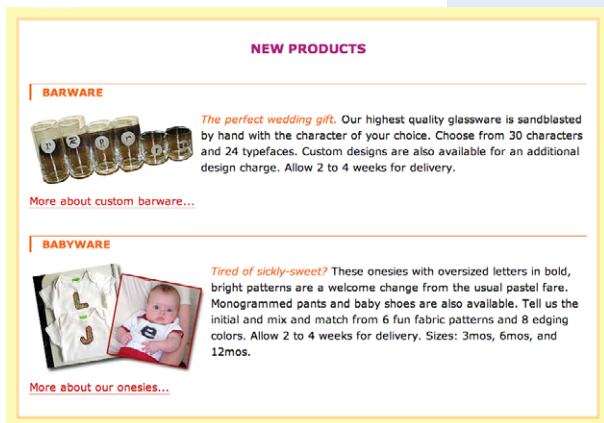 NEW PRODUCTS
BARWARE
The perfect wedding gift. Our highest quality glassware is sandblasted
by hand with the character of your choice. Choose from 30 characters
and 24 typefaces. Custom designs are also available for an additional
design charge. Allow 2 to 4 weeks for delivery.
More about custom barware...
BABYWARE
Tired of sickly-sweet? These onesies with oversized letters in bold,
bright patterns are a welcome change from the usual pastel fare.
Monogrammed pants and baby shoes are also available. Tell us the
initial and mix and match from 6 fun fabric patterns and 8 edging
colors. Allow 2 to 4 weeks for delivery. Sizes: 3mos, 6mos, and
12mos.
L
J
e
More about our onesies...